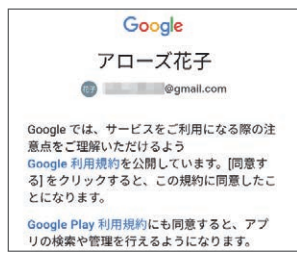 Google
アローズ花子
花子 @gmail.com
Google では、サービスをご利用になる際の注
意点をご理解いただけるよう
Google 利用規約を公開しています。[同意す
る] をクリックすると、この規約に同意したこ
とになります。
Google Play 利用規約にも同意すると、アプ
リの検索や管理を行えるようになります。